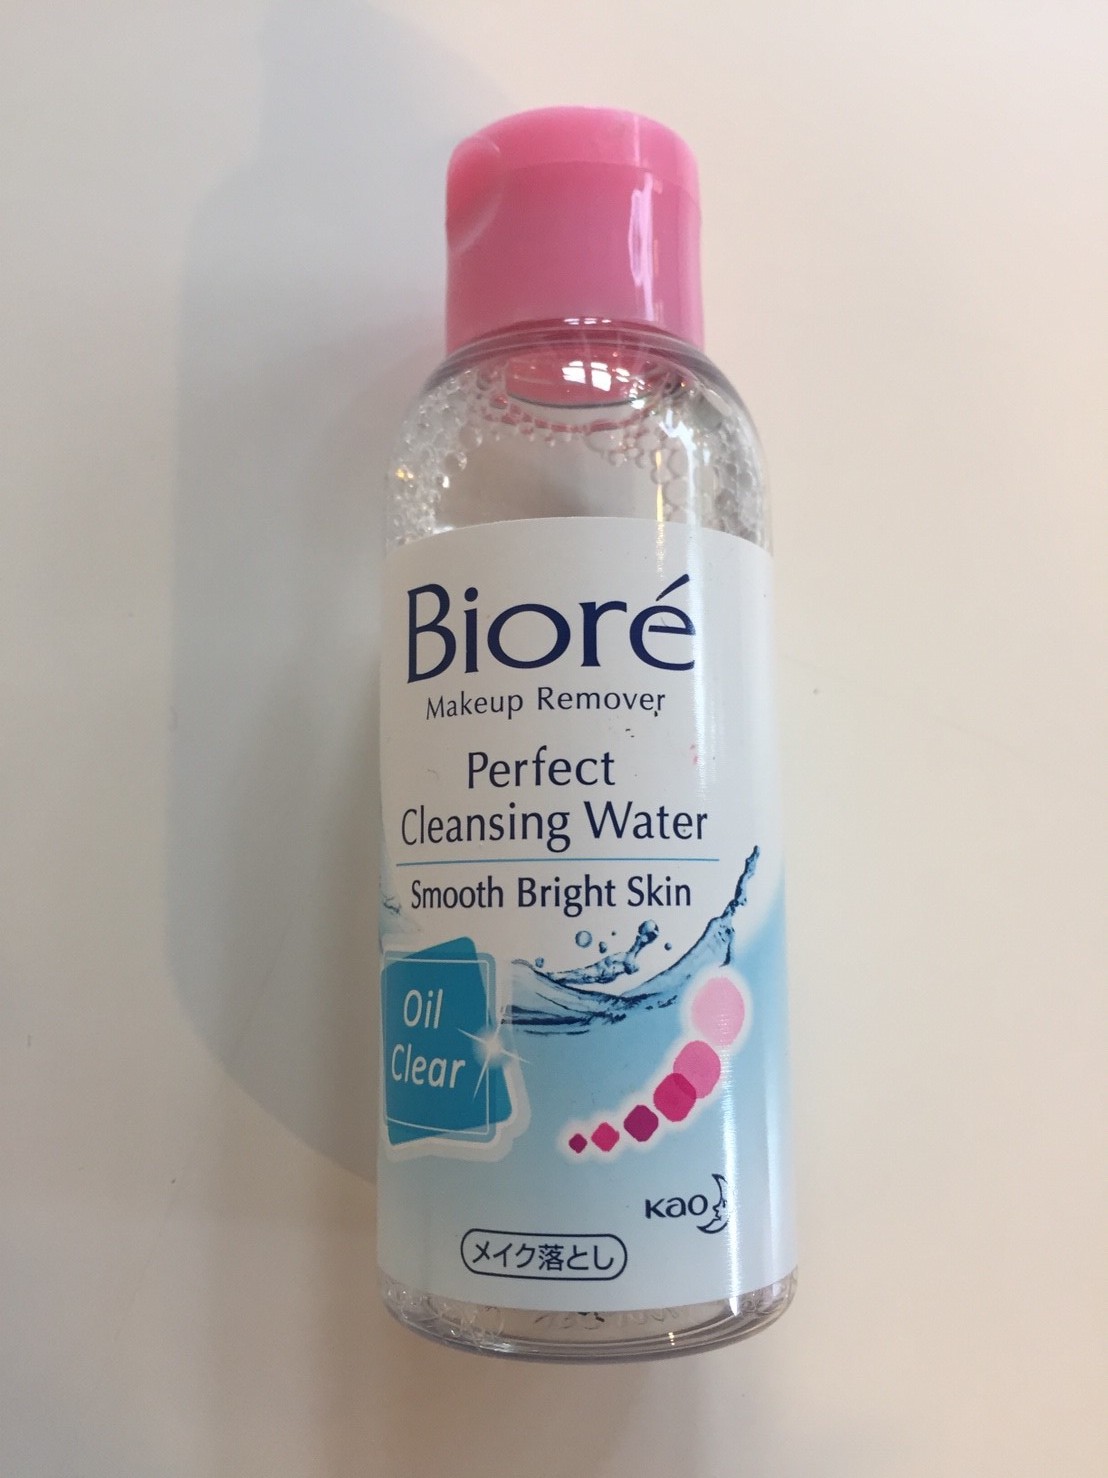 Bioré
Makeup Remover
Perfect
Cleansing Water
Smooth Bright Skin
Oil
Clear
Kao
メイク落とし